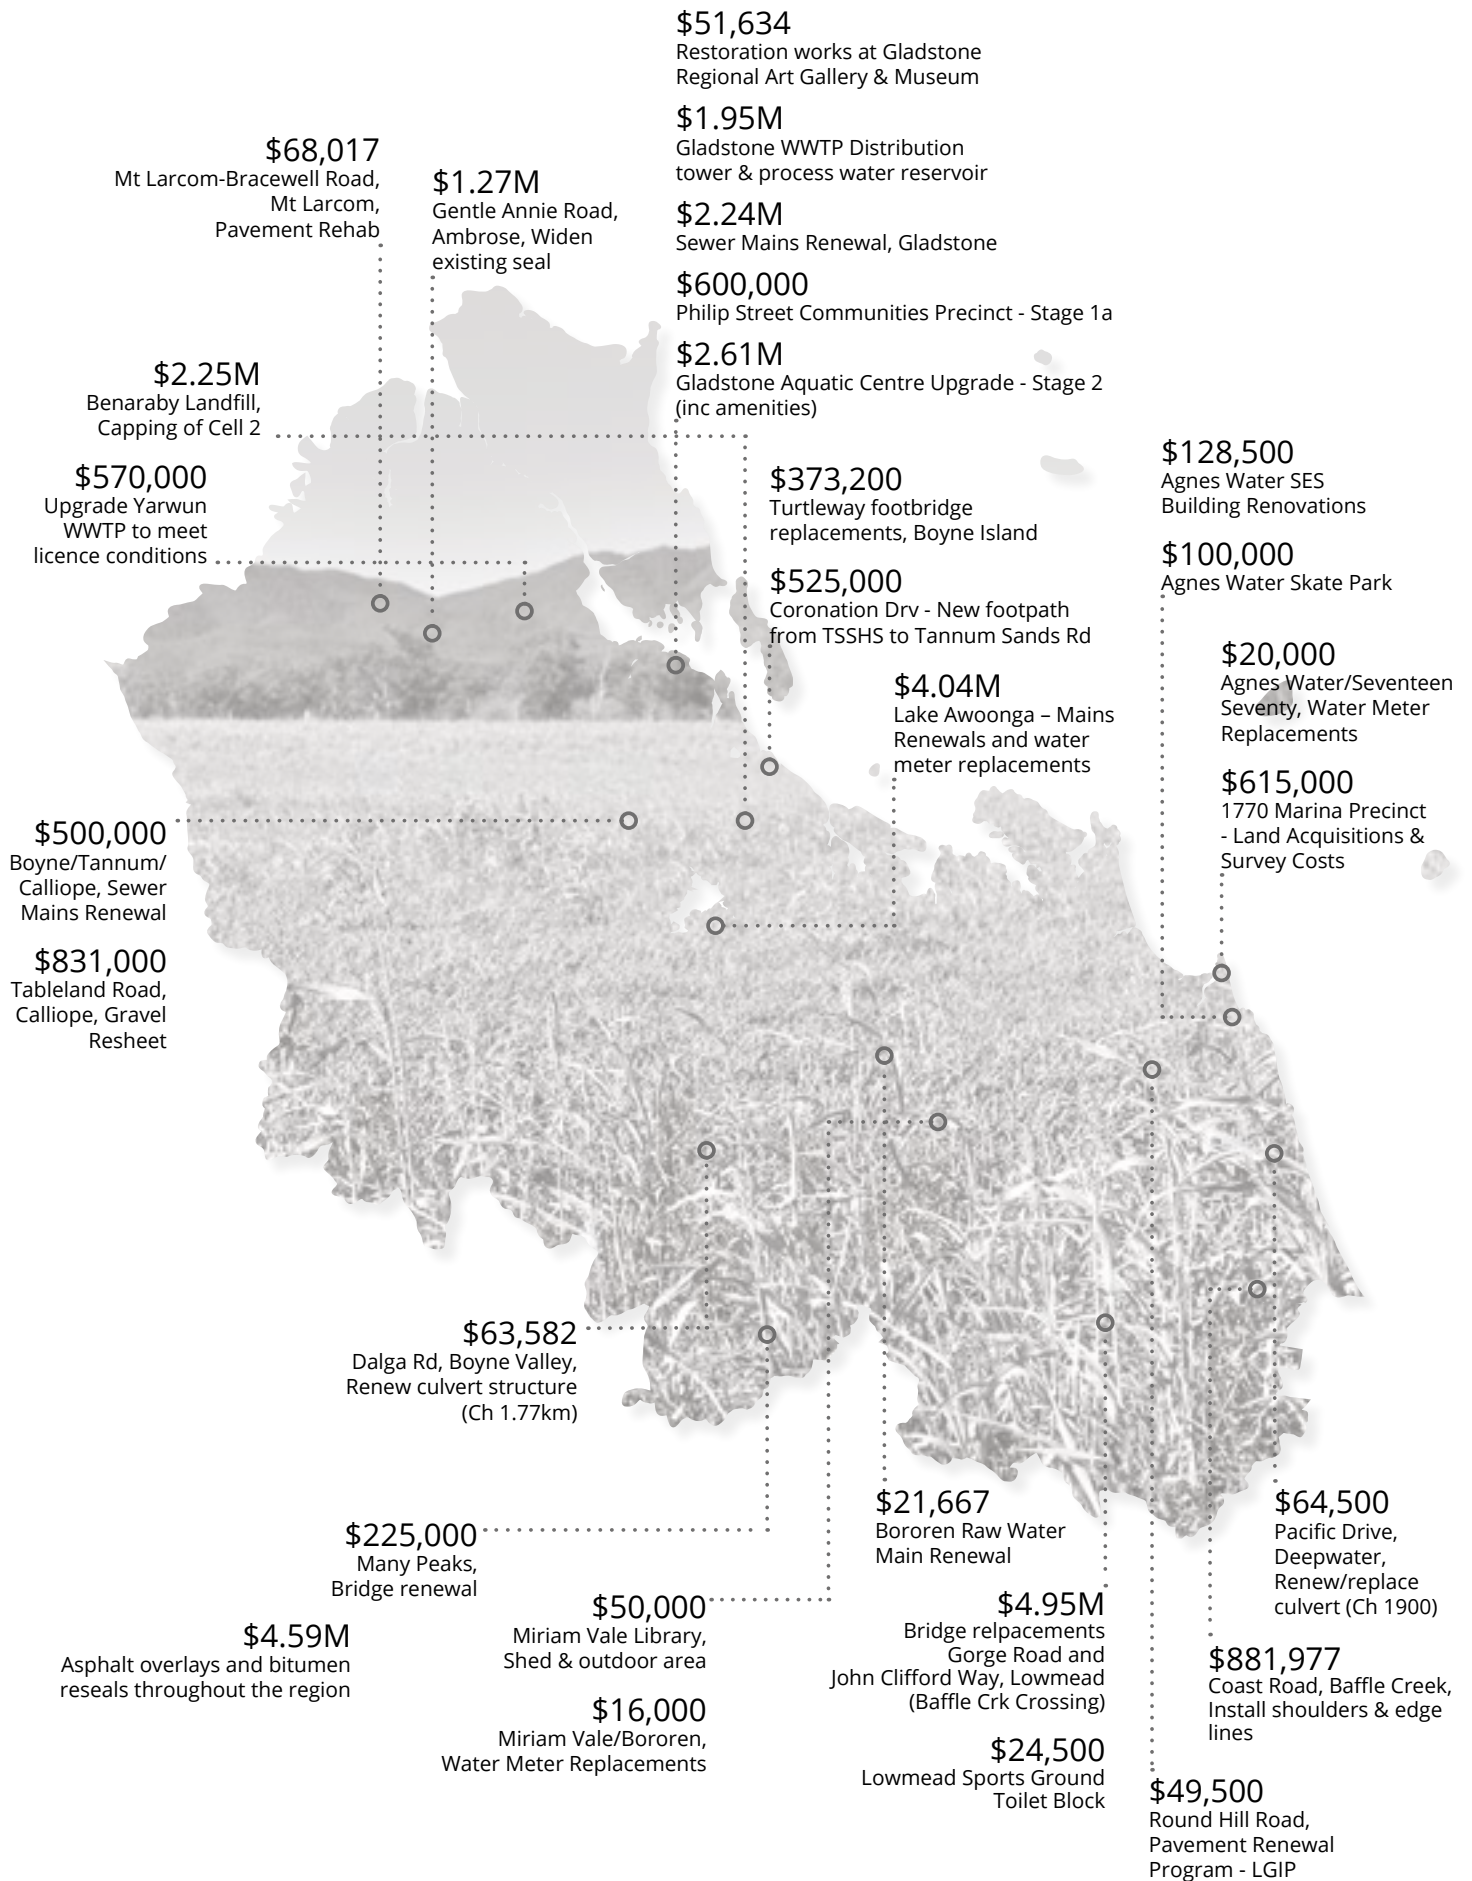 $51,634
Restoration works at Gladstone
Regional Art Gallery & Museum
$1.95M
Gladstone WWTP Distribution
tower & process water reservoir
$2.24M
Sewer Mains Renewal, Gladstone
$600,000
Philip Street Communities Precinct - Stage 1a
$2.61M
Gladstone Aquatic Centre Upgrade - Stage 2
(inc amenities)
$68,017
Mt Larcom-Bracewell Road,
Mt Larcom,
Pavement Rehab
$1.27M
Gentle Annie Road,
Ambrose, Widen
existing seal
$2.25M
Benaraby Landfill,
Capping of Cell 2
$570,000
Upgrade Yarwun
WWTP to meet
licence conditions
$373,200
Turtleway footbridge
replacements, Boyne Island
$525,000
Coronation Drv - New footpath
from TSSHS to Tannum Sands Rd
$4.04M
Lake Awoonga – Mains
Renewals and water
meter replacements
$128,500
Agnes Water SES
Building Renovations
$100,000
Agnes Water Skate Park
$20,000
Agnes Water/Seventeen
Seventy, Water Meter
Replacements
$615,000
1770 Marina Precinct
- Land Acquisitions &
Survey Costs
$500,000
Boyne/Tannum/
Calliope, Sewer
Mains Renewal
$831,000
Tableland Road,
Calliope, Gravel
Resheet
$63,582
Dalga Rd, Boyne Valley,
Renew culvert structure
(Ch 1.77km)
$225,000
Many Peaks,
Bridge renewal
$4.59M
Asphalt overlays and bitumen
reseals throughout the region
$50,000
Miriam Vale Library,
Shed & outdoor area
$16,000
Miriam Vale/Bororen,
Water Meter Replacements
$21,667
Bororen Raw Water
Main Renewal
$4.95M
Bridge relpacements
Gorge Road and
John Clifford Way, Lowmead
(Baffle Crk Crossing)
$24,500
Lowmead Sports Ground
Toilet Block
$64,500
Pacific Drive,
Deepwater,
Renew/replace
culvert (Ch 1900)
$881,977
Coast Road, Baffle Creek,
Install shoulders & edge
lines
$49,500
Round Hill Road,
Pavement Renewal
Program - LGIP